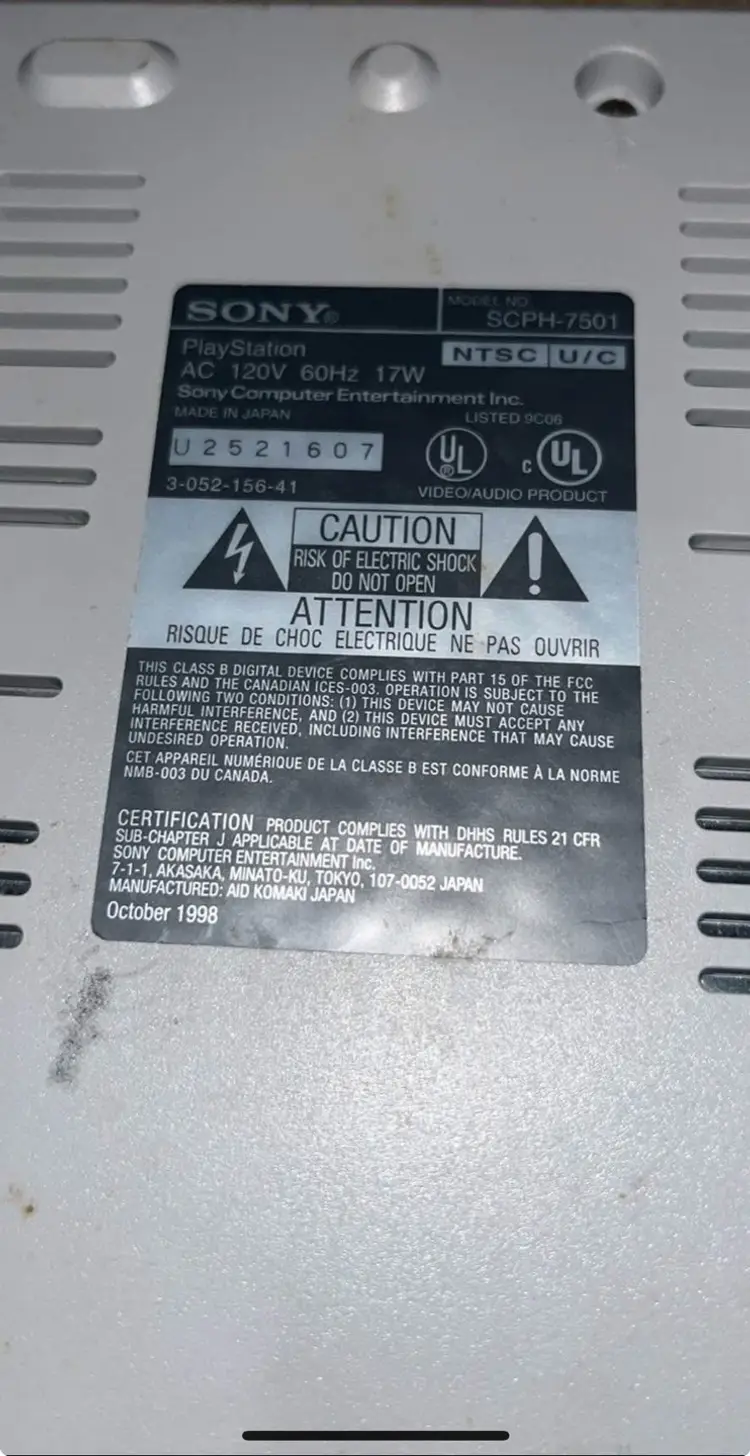 SONY®
MODEL NO.
SCPH-7501
PlayStation
NTSC U/C
AC 120V 60Hz 17W
Sony Computer Entertainment Inc.
MADE IN JAPAN
LISTED 9C06
U2521607
UL® c UL
3-052-156-41
VIDEO/AUDIO PRODUCT
CAUTION
RISK OF ELECTRIC SHOCK
DO NOT OPEN
ATTENTION
RISQUE DE CHOC ELECTRIQUE NE PAS OUVRIR
THIS CLASS B DIGITAL DEVICE COMPLIES WITH PART 15 OF THE FCC
RULES AND THE CANADIAN ICES-003. OPERATION IS SUBJECT TO THE
FOLLOWING TWO CONDITIONS: (1) THIS DEVICE MAY NOT CAUSE
HARMFUL INTERFERENCE, AND (2) THIS DEVICE MUST ACCEPT ANY
INTERFERENCE RECEIVED, INCLUDING INTERFERENCE THAT MAY CAUSE
UNDESIRED OPERATION.
CET APPAREIL NUMÉRIQUE DE LA CLASSE B EST CONFORME À LA NORME
NMB-003 DU CANADA.
CERTIFICATION PRODUCT COMPLIES WITH DHHS RULES 21 CFR
SUB-CHAPTER J APPLICABLE AT DATE OF MANUFACTURE.
SONY COMPUTER ENTERTAINMENT Inc.
7-1-1, AKASAKA, MINATO-KU, TOKYO, 107-0052 JAPAN
MANUFACTURED: AID KOMAKI JAPAN
October 1998